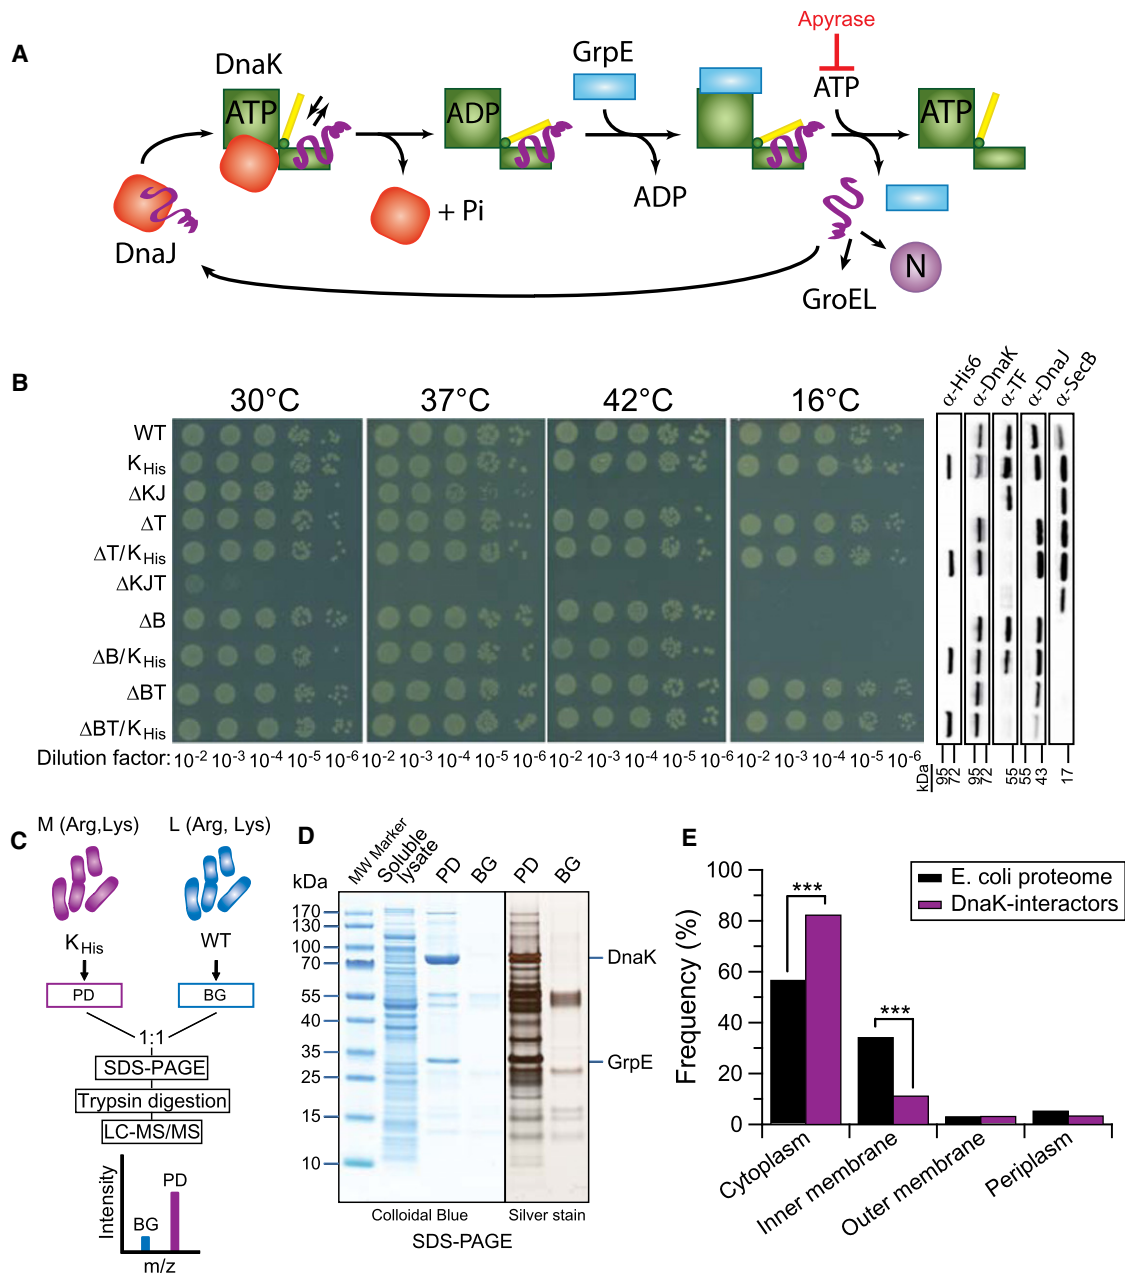 A
Apyrase
DnaK
GrpE
ATP
ATP
ADP
ATP
DnaJ
+ Pi
ADP
N
GroEL
B
30°C 37°C 42°C 16°C
α-His6 α-DnaK α-TF α-DnaJ α-SecB
WT
KHis
ΔKJ
ΔT
ΔT/KHis
ΔKJT
ΔB
ΔB/KHis
ΔBT
ΔBT/KHis
Dilution factor: 10-2 10-3 10-4 10-5 10-6 10-2 10-3 10-4 10-5 10-6 10-2 10-3 10-4 10-5 10-6 10-2 10-3 10-4 10-5 10-6
kDa 95 72 95 72 55 55 43 17
C
M (Arg,Lys) L (Arg, Lys)
KHis WT
PD BG
1:1
SDS-PAGE
Trypsin digestion
LC-MS/MS
Intensity
BG
PD
m/z
D
MW Marker Soluble lysate PD BG PD BG
kDa
170
130
100
70
55
40
35
25
15
10
DnaK
GrpE
Colloidal Blue Silver stain
SDS-PAGE
E
E. coli proteome
DnaK-interactors
Frequency (%)
100
80
60
40
20
0
***
***
Cytoplasm
Inner membrane
Outer membrane
Periplasm